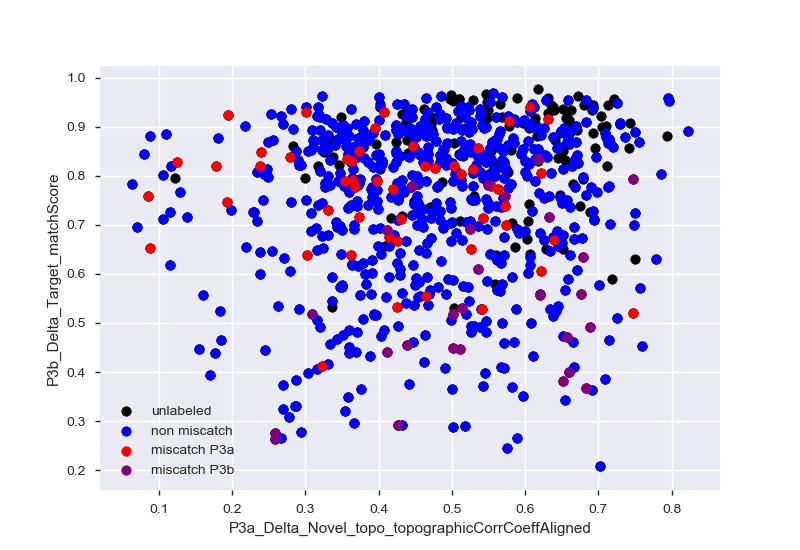 1.0
0.9
0.8
0.7
0.6
0.5
0.4
0.3
0.2
P3b_Delta_Target_matchScore
unlabeled
non miscatch
miscatch P3a
miscatch P3b
0.1 0.2 0.3 0.4 0.5 0.6 0.7 0.8
P3a_Delta_Novel_topo_topographicCorrCoeffAligned